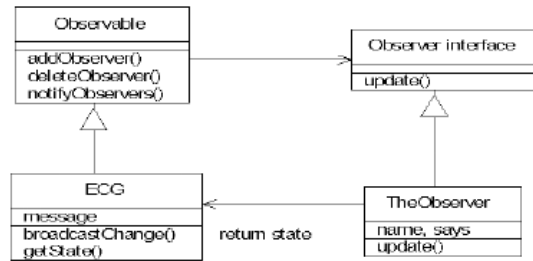 Observable
addObserver()
deleteObserver()
notifyObservers()
Observer interface
update()
ECG
message
broadcastChange()
getState()
return state
TheObserver
name, says
update()